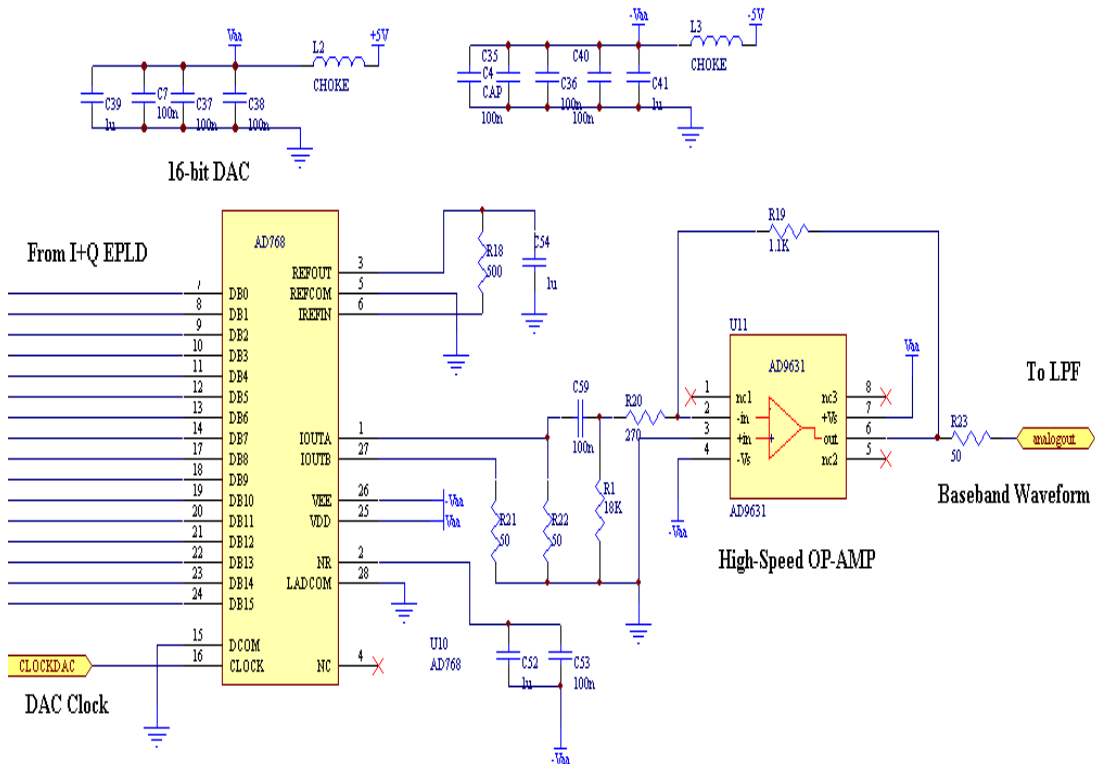 Vaa
+5V
L2
CHOKE
C39
1u
C7
100n
C37
100n
C38
100n
16-bit DAC
-Vaa
-5V
L3
CHOKE
C35
C4
CAP
100n
C36
100n
C40
100n
C41
1u
From I+Q EPLD
AD768
7
8
9
10
11
12
13
14
17
18
19
20
21
22
23
24
15
16
DB0
DB1
DB2
DB3
DB4
DB5
DB6
DB7
DB8
DB9
DB10
DB11
DB12
DB13
DB14
DB15
DCOM
CLOCK
REFOUT
REFCOM
IREFIN
IOUTA
IOUTB
VEE
VDD
NR
LADCOM
NC
3
5
6
1
27
26
25
2
28
4
R18
500
C54
1u
-Vaa
Vaa
C59
100n
R20
270
R21
50
R22
50
R1
18K
R19
1.1K
U11
AD9631
1
2
3
4
nc1
-in
+in
-Vs
nc3
+Vs
out
nc2
8
7
6
5
AD9631
Vaa
-Vaa
To LPF
R23
50
analogout
Baseband Waveform
High-Speed OP-AMP
U10
AD768
C52
1u
C53
100n
-Vaa
CLOCKDAC
DAC Clock